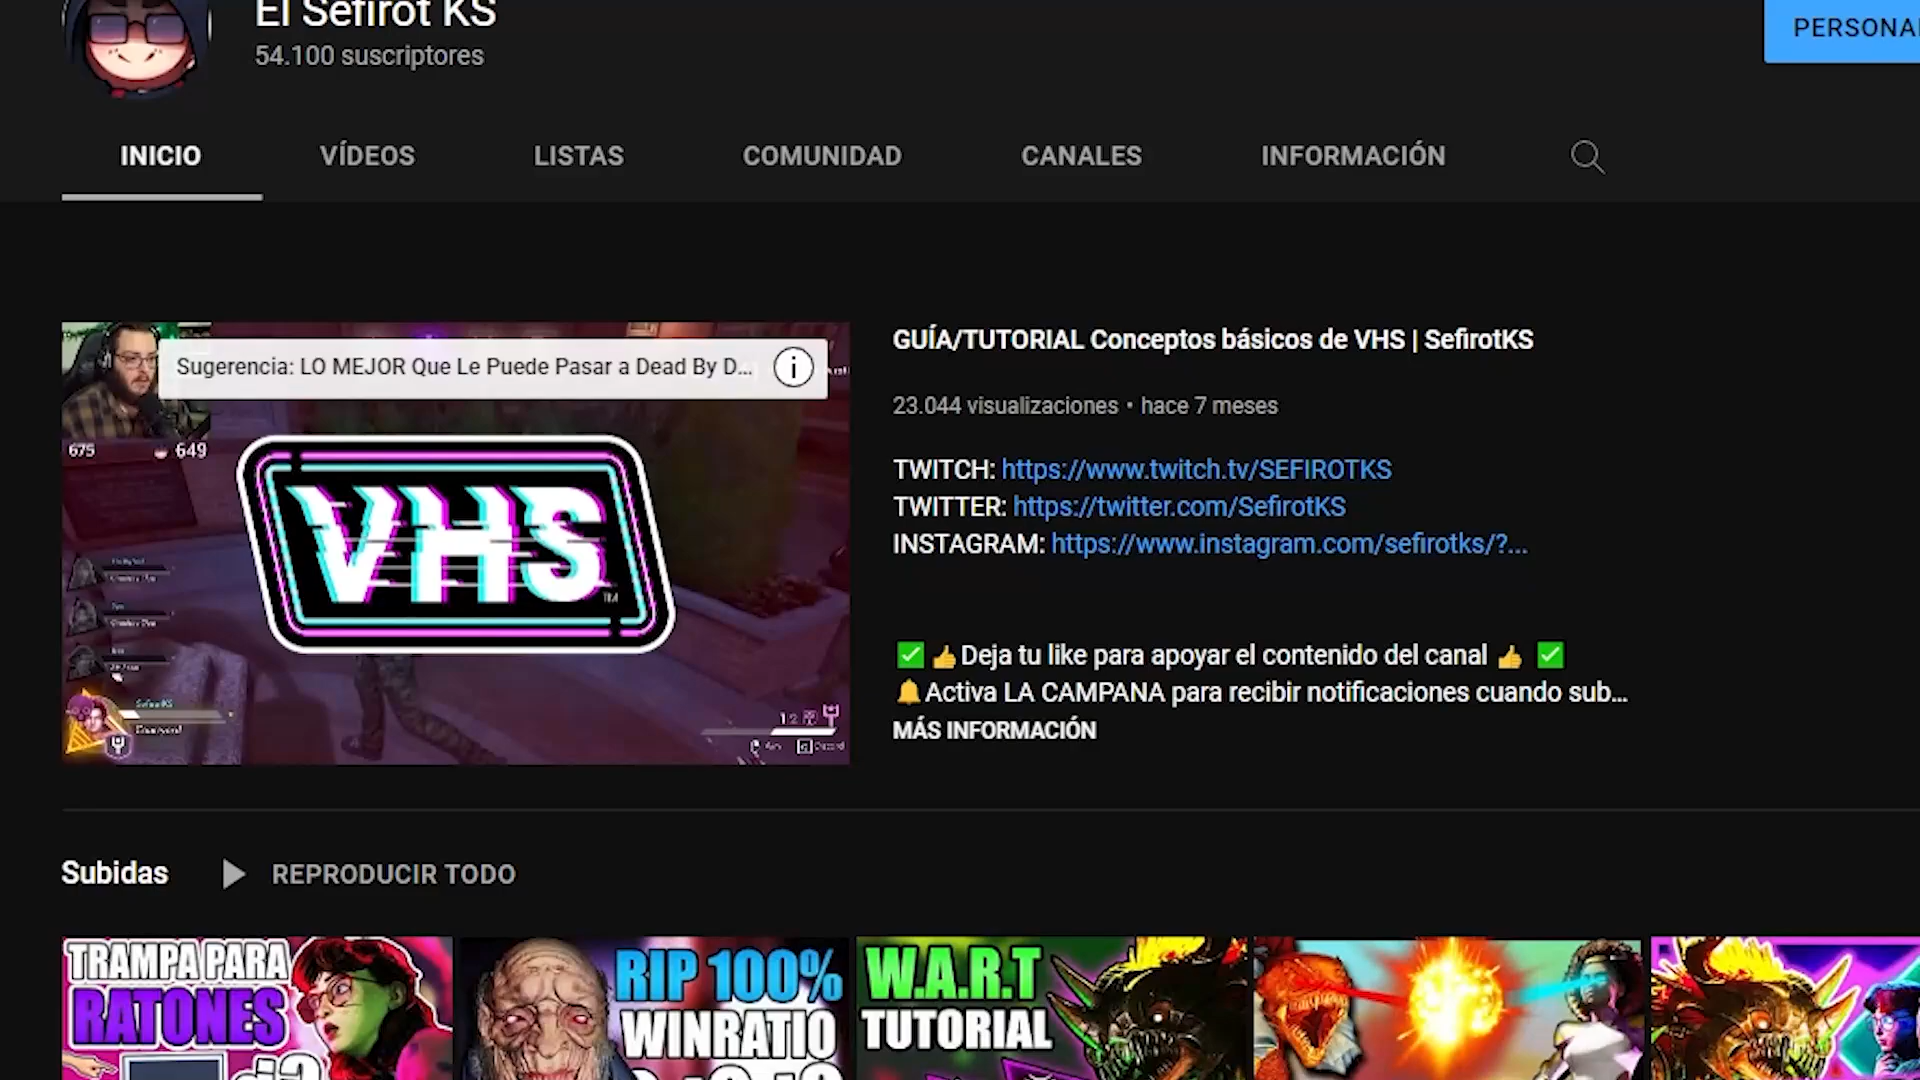 El Sefirot KS
54.100 suscriptores
PERSONA
INICIO
VÍDEOS
LISTAS
COMUNIDAD
CANALES
INFORMACIÓN
Sugerencia: LO MEJOR Que Le Puede Pasar a Dead By D...
675
649
VHS
TM
SefirotKS
12
GUÍA/TUTORIAL Conceptos básicos de VHS | SefirotKS
23.044 visualizaciones • hace 7 meses
TWITCH: https://www.twitch.tv/SEFIROTKS
TWITTER: https://twitter.com/SefirotKS
INSTAGRAM: https://www.instagram.com/sefirotks/?...
✅ 👍Deja tu like para apoyar el contenido del canal 👍 ✅
🔔Activa LA CAMPANA para recibir notificaciones cuando sub...
MÁS INFORMACIÓN
Subidas
REPRODUCIR TODO
TRAMPA PARA
RATONES
RIP 100%
WINRATIO
W.A.R.T
TUTORIAL